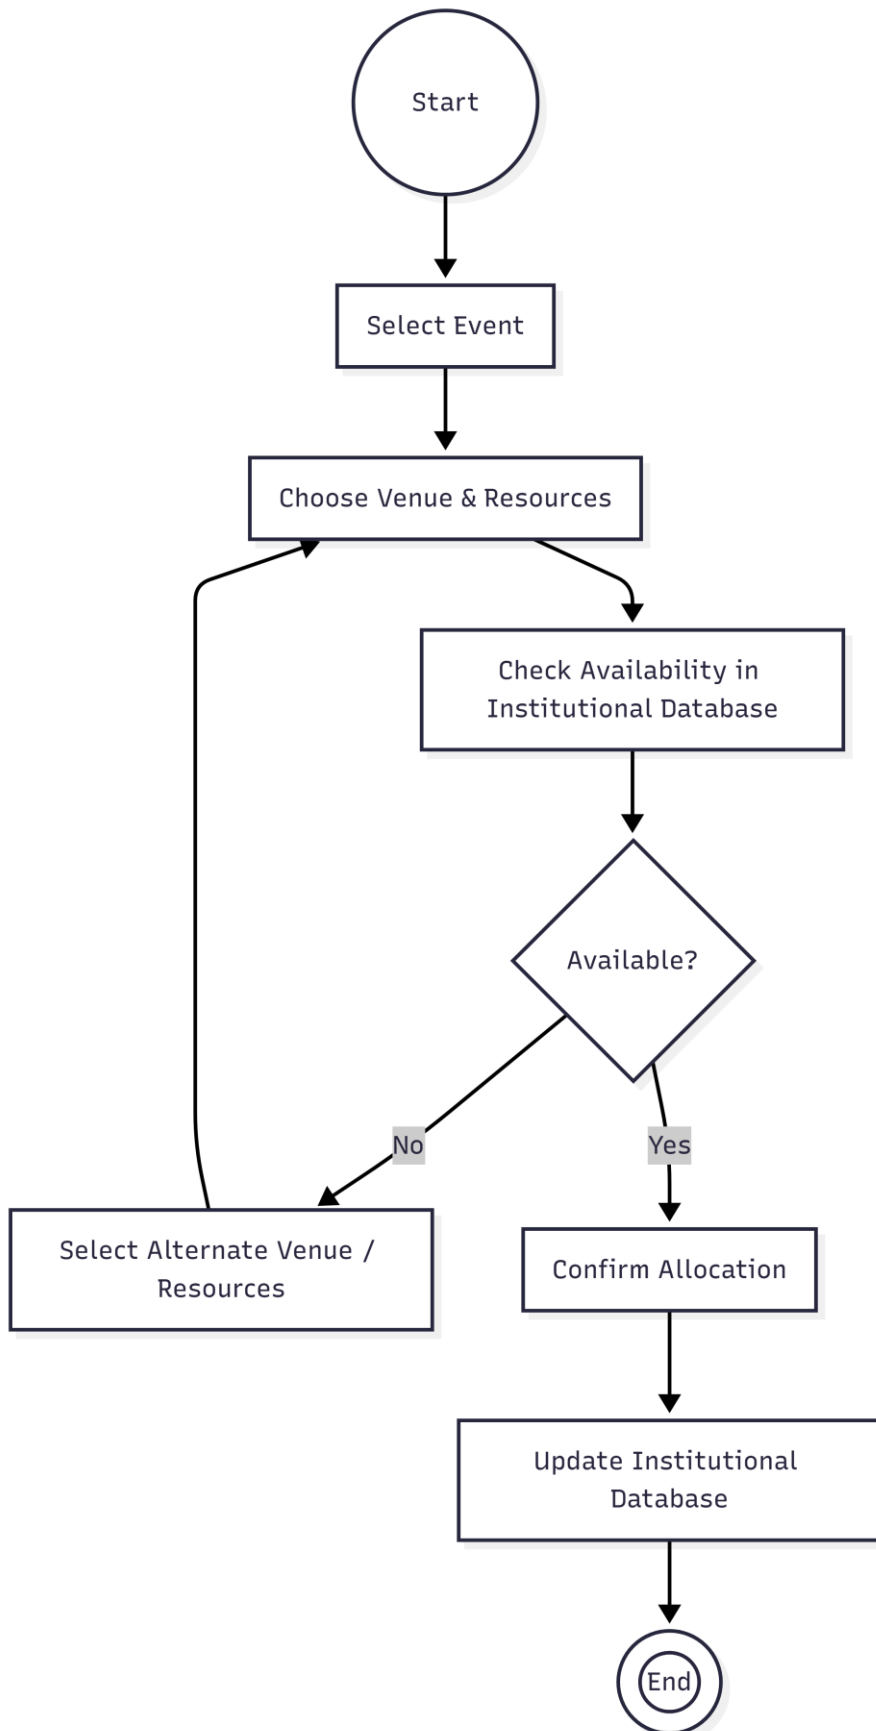 Start
Select Event
Choose Venue & Resources
Check Availability in
Institutional Database
Available?
No
Yes
Select Alternate Venue /
Resources
Confirm Allocation
Update Institutional
Database
End